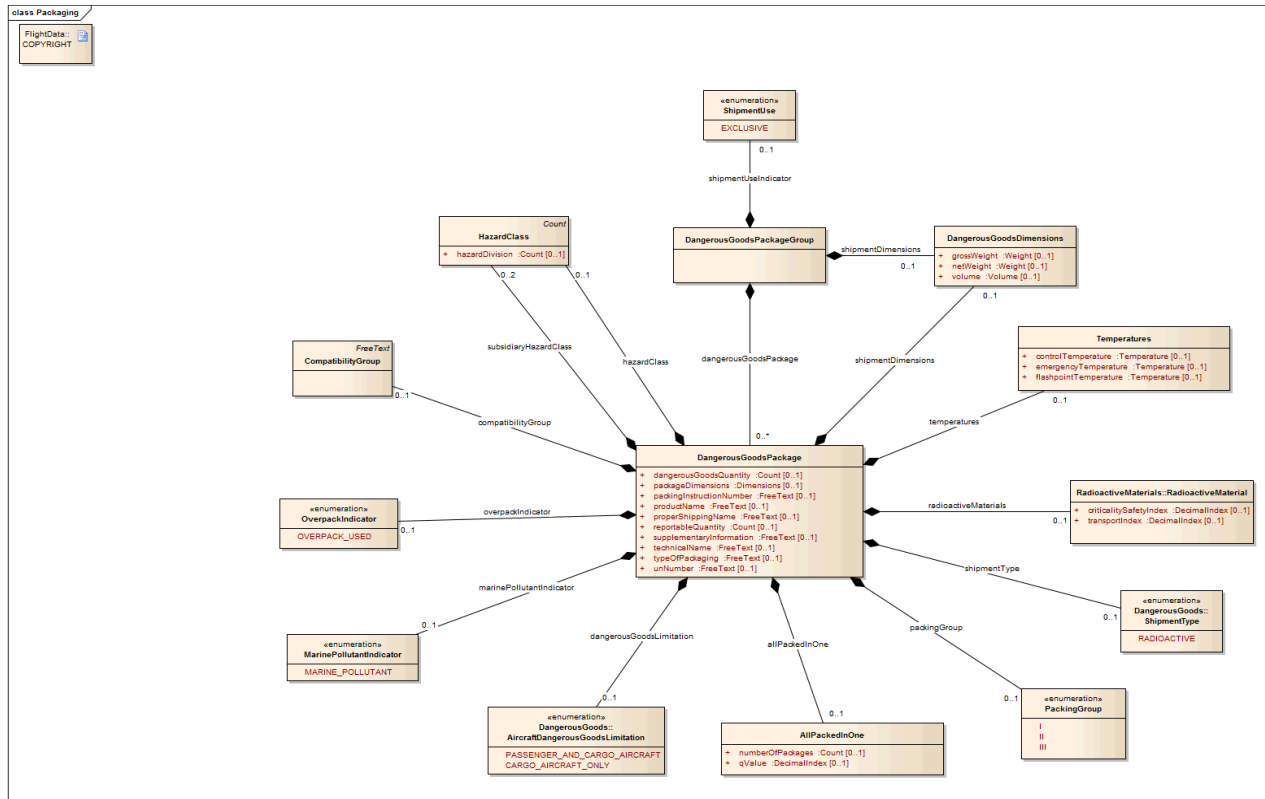 class Packaging
FlightData::
COPYRIGHT
«enumeration»
ShipmentUse
EXCLUSIVE
0..1
shipmentUseIndicator
Count
HazardClass
+ hazardDivision :Count [0..1]
0..2
0..1
DangerousGoodsPackageGroup
shipmentDimensions
0..1
DangerousGoodsDimensions
+ grossWeight :Weight [0..1]
+ netWeight :Weight [0..1]
+ volume :Volume [0..1]
0..1
FreeText
CompatibilityGroup
0..1
subsidiaryHazardClass
hazardClass
dangerousGoodsPackage
shipmentDimensions
Temperatures
+ controlTemperature :Temperature [0..1]
+ emergencyTemperature :Temperature [0..1]
+ flashpointTemperature :Temperature [0..1]
0..1
compatibilityGroup
0..*
temperatures
DangerousGoodsPackage
+ dangerousGoodsQuantity :Count [0..1]
+ packageDimensions :Dimensions [0..1]
+ packingInstructionNumber :FreeText [0..1]
+ productName :FreeText [0..1]
+ properShippingName :FreeText [0..1]
+ reportableQuantity :Count [0..1]
+ supplementaryInformation :FreeText [0..1]
+ technicalName :FreeText [0..1]
+ typeOfPackaging :FreeText [0..1]
+ unNumber :FreeText [0..1]
«enumeration»
OverpackIndicator
OVERPACK_USED
0..1
overpackIndicator
radioactiveMaterials
0..1
RadioactiveMaterials::RadioactiveMaterial
+ criticalitySafetyIndex :DecimalIndex [0..1]
+ transportIndex :DecimalIndex [0..1]
marinePollutantIndicator
0..1
«enumeration»
MarinePollutantIndicator
MARINE_POLLUTANT
shipmentType
0..1
«enumeration»
DangerousGoods::
ShipmentType
RADIOACTIVE
dangerousGoodsLimitation
0..1
«enumeration»
DangerousGoods::
AircraftDangerousGoodsLimitation
PASSENGER_AND_CARGO_AIRCRAFT
CARGO_AIRCRAFT_ONLY
allPackedInOne
0..1
AllPackedInOne
+ numberOfPackages :Count [0..1]
+ qValue :DecimalIndex [0..1]
packingGroup
0..1
«enumeration»
PackingGroup
I
II
III